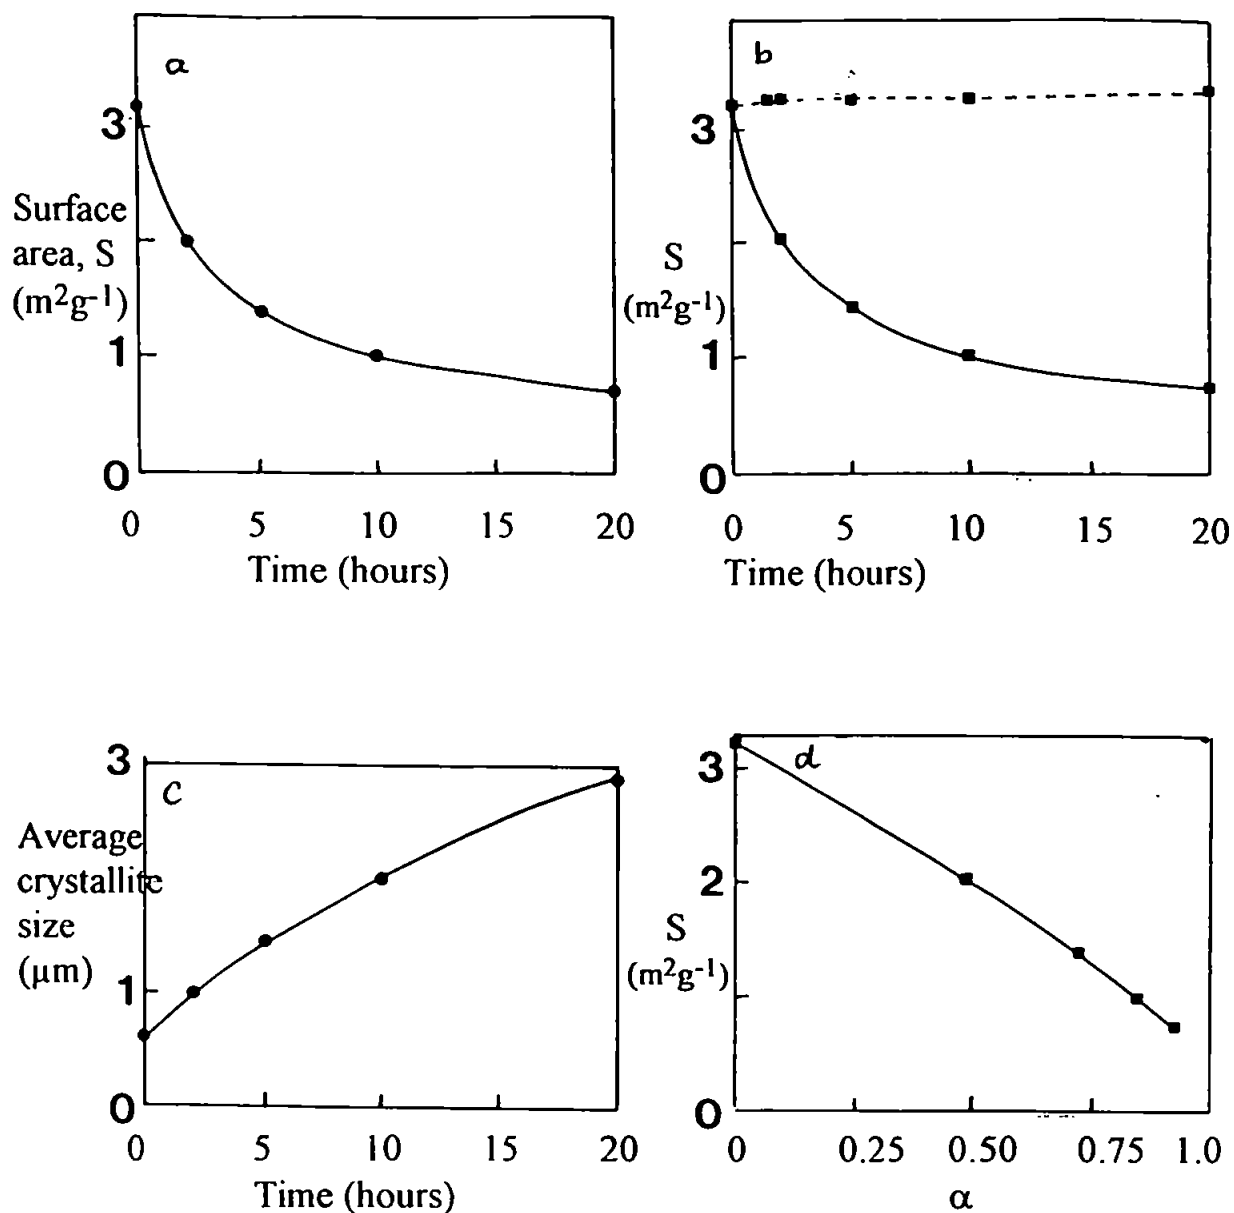 a
3
Surface
area, S
(m²g⁻¹)
1
0
0 5 10 15 20
Time (hours)
b
3
S
(m²g⁻¹)
1
0
0 5 10 15 20
Time (hours)
3
c
Average
crystallite
size
(μm)
1
0
0 5 10 15 20
Time (hours)
d
3
2
S
(m²g⁻¹)
0
0 0.25 0.50 0.75 1.0
α